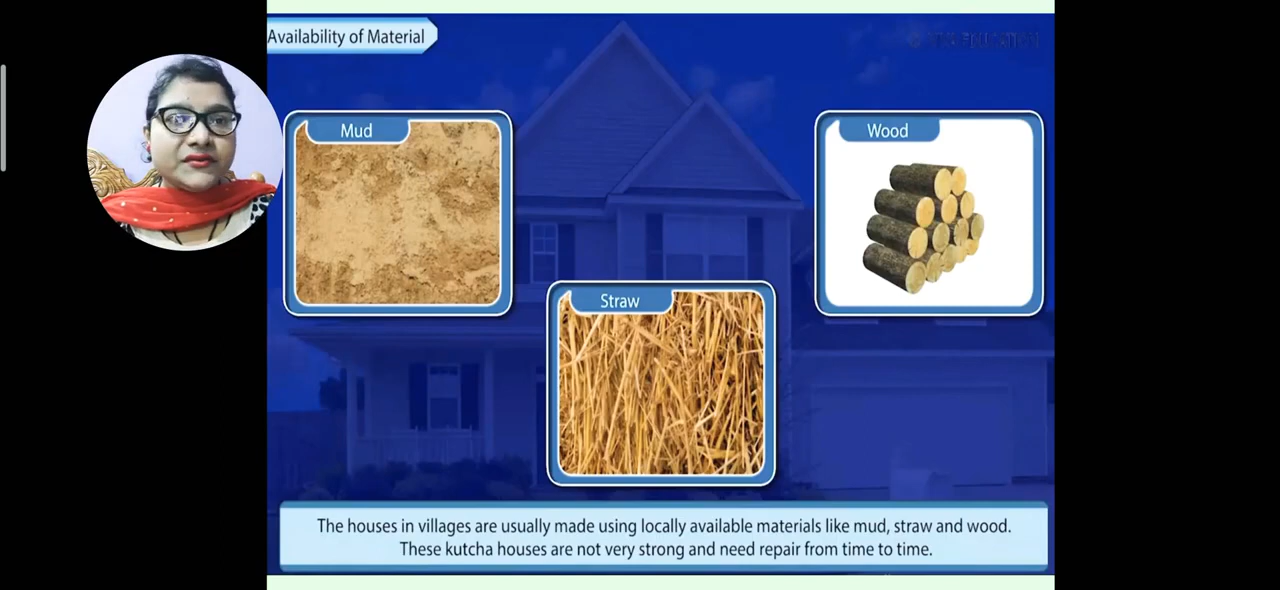 Availability of Material
Mud
Wood
Straw
The houses in villages are usually made using locally available materials like mud, straw and wood.
These kutcha houses are not very strong and need repair from time to time.